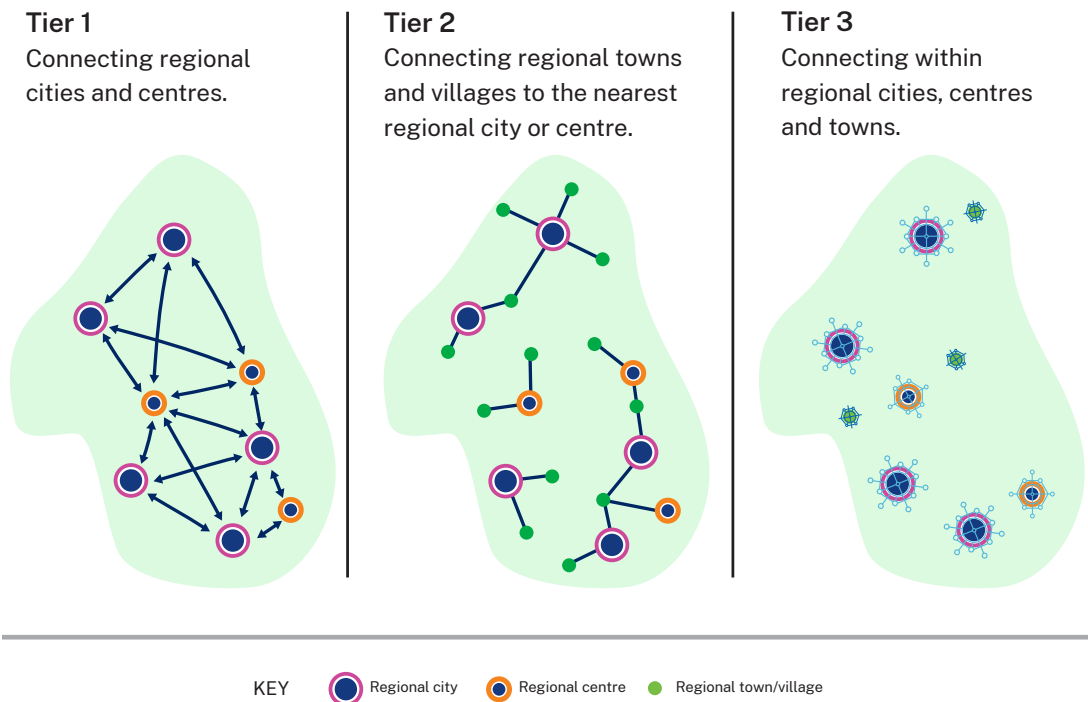 Tier 1
Connecting regional
cities and centres.
Tier 2
Connecting regional towns
and villages to the nearest
regional city or centre.
Tier 3
Connecting within
regional cities, centres
and towns.
KEY
Regional city
Regional centre
Regional town/village